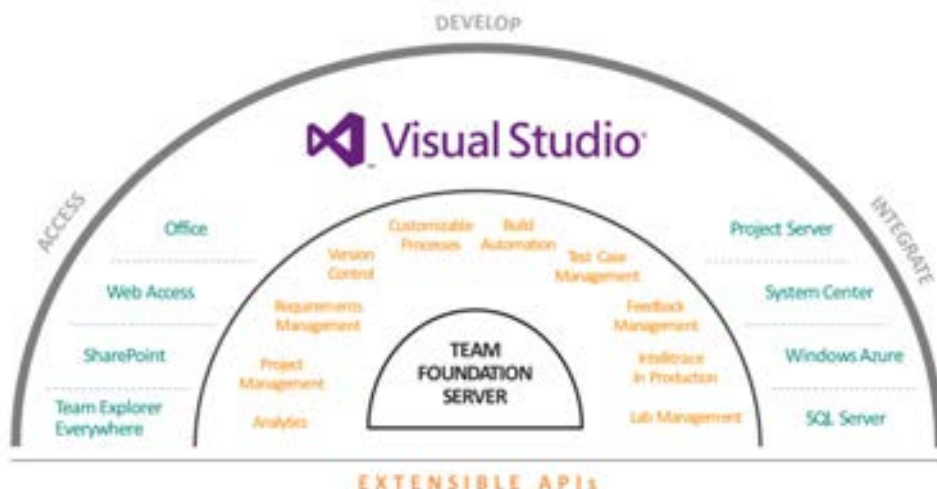 DEVELOP
ACCESS
INTEGRATE
Visual Studio
Office
Web Access
SharePoint
Team Explorer
Everywhere
Customizable
Processes
Build
Automation
Version
Control
Test Case
Management
Requirements
Management
Feedback
Management
Project
Management
Intellitrace
In Production
Analytics
Lab Management
TEAM
FOUNDATION
SERVER
Project Server
System Center
Windows Azure
SQL Server
EXTENSIBLE APIs